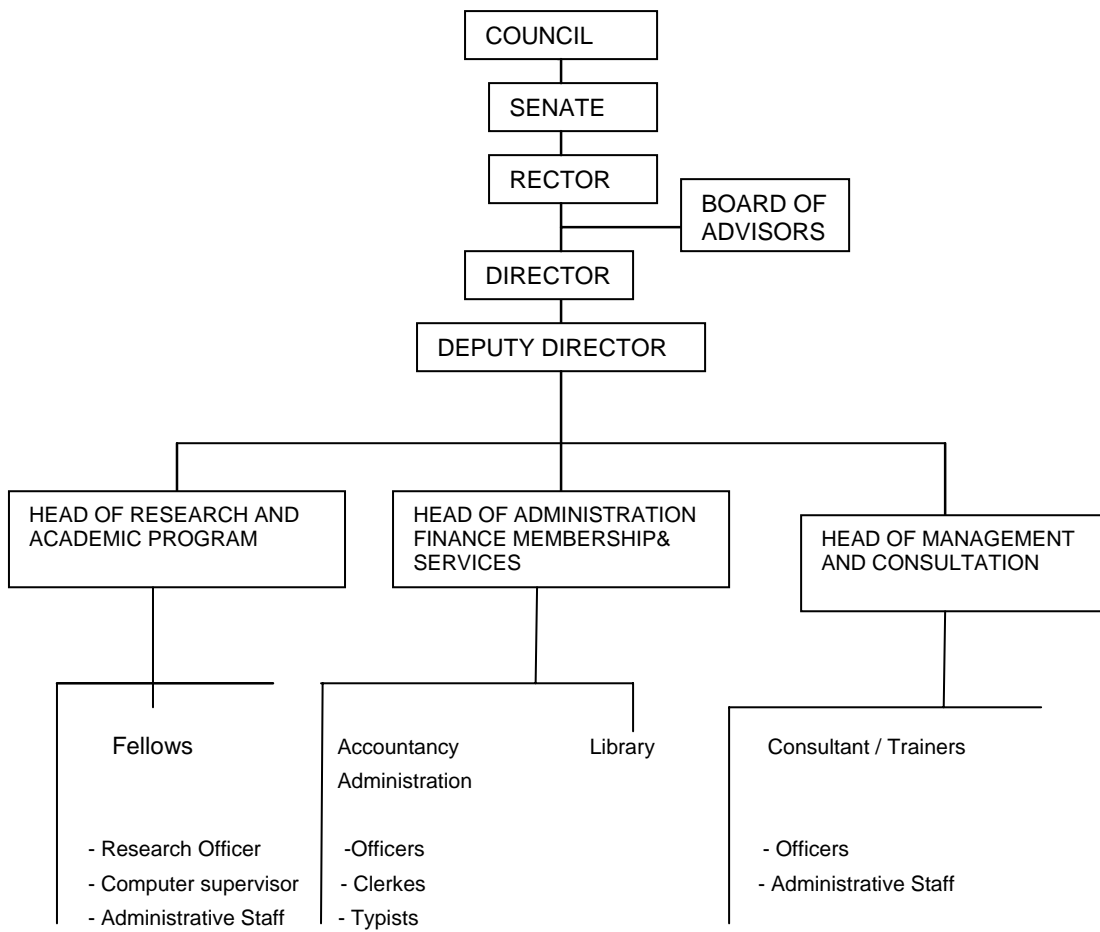 COUNCIL
SENATE
RECTOR
BOARD OF
ADVISORS
DIRECTOR
DEPUTY DIRECTOR
HEAD OF RESEARCH AND
ACADEMIC PROGRAM
HEAD OF ADMINISTRATION
FINANCE MEMBERSHIP&
SERVICES
HEAD OF MANAGEMENT
AND CONSULTATION
Fellows
- Research Officer
- Computer supervisor
- Administrative Staff
Accountancy
Administration
-Officers
- Clerkes
- Typists
Library
Consultant / Trainers
- Officers
- Administrative Staff